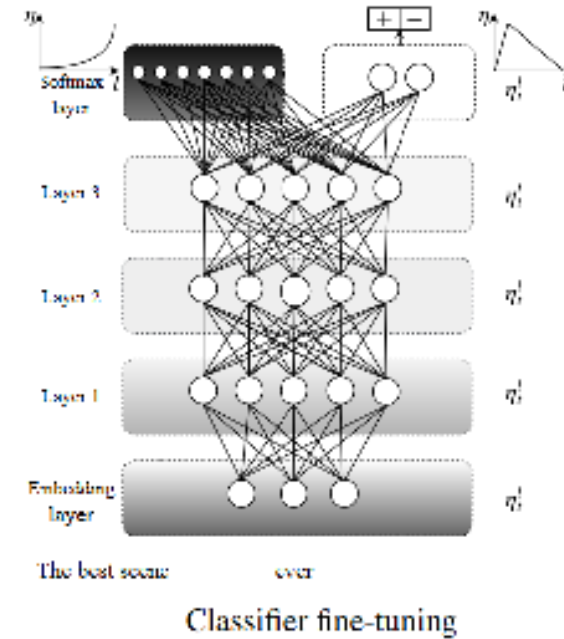 η
+ −
η
t
t
Softmax
layer
η
Layer 3
η
Layer 2
η
Layer 1
η
Embedding
layer
η
The best scene ever
Classifier fine-tuning